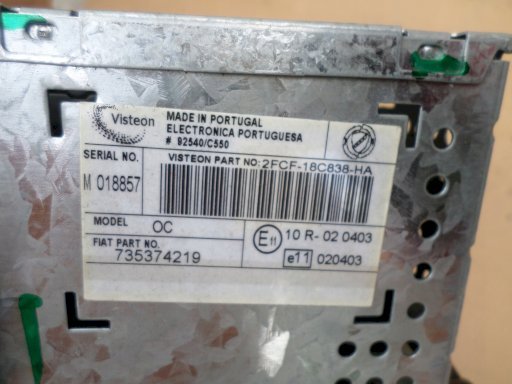 Visteon
MADE IN PORTUGAL
ELECTRONICA PORTUGUESA
# 92540/C550
SERIAL NO.
VISTEON PART NO: 2FCF-18C838-HA
M 018857
MODEL OC
E11 10 R- 02 0403
FIAT PART NO.
735374219
e11 020403